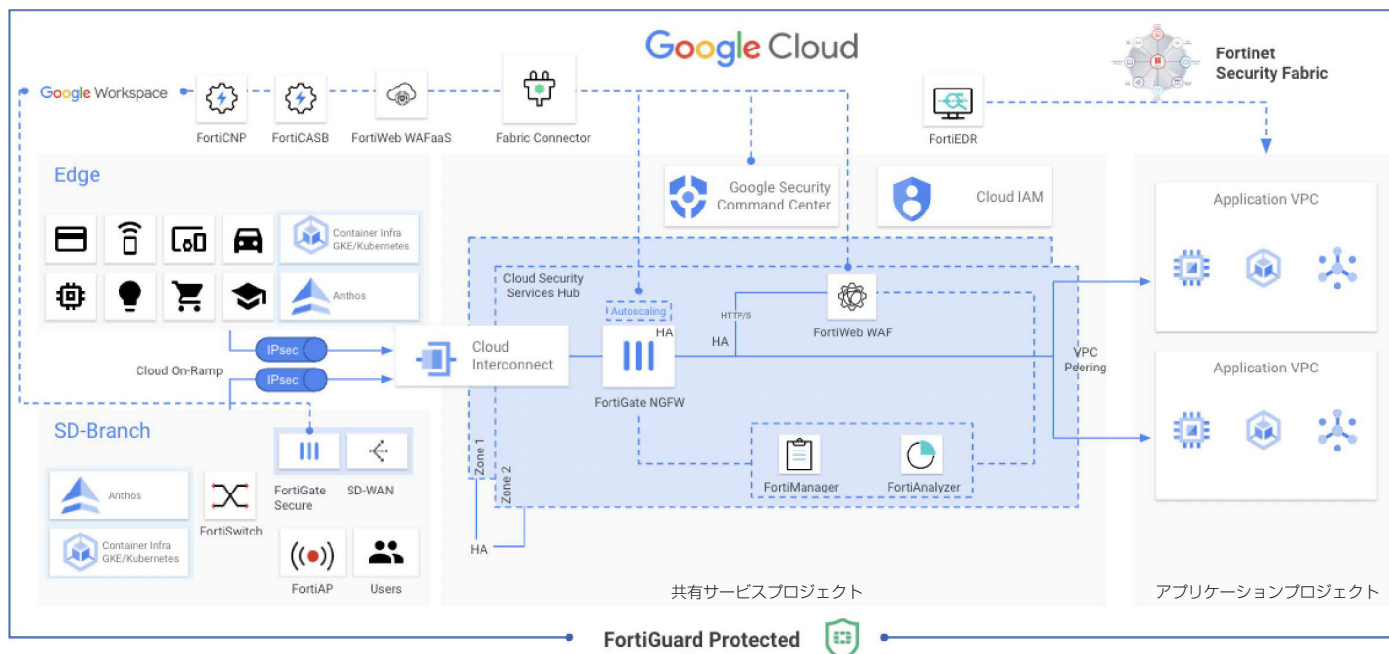 Google Cloud
Fortinet
Security Fabric
Google Workspace
FortiCNP
FortiCASB
FortiWeb WAFaaS
Fabric Connector
FortiEDR
Edge
Container Infra
GKE/Kubernetes
Anthos
Google Security
Command Center
Cloud IAM
Application VPC
Cloud Security
Services Hub
Autoscaling
HA
HTTP/S
HA
FortiWeb WAF
IPsec
Cloud On-Ramp
IPsec
Cloud
Interconnect
FortiGate NGFW
VPC
Peering
Application VPC
SD-Branch
Anthos
Container Infra
GKE/Kubernetes
FortiSwitch
FortiGate
Secure
SD-WAN
FortiAP
Users
Zone 1
Zone 2
HA
FortiManager
FortiAnalyzer
共有サービスプロジェクト
アプリケーションプロジェクト
FortiGuard Protected